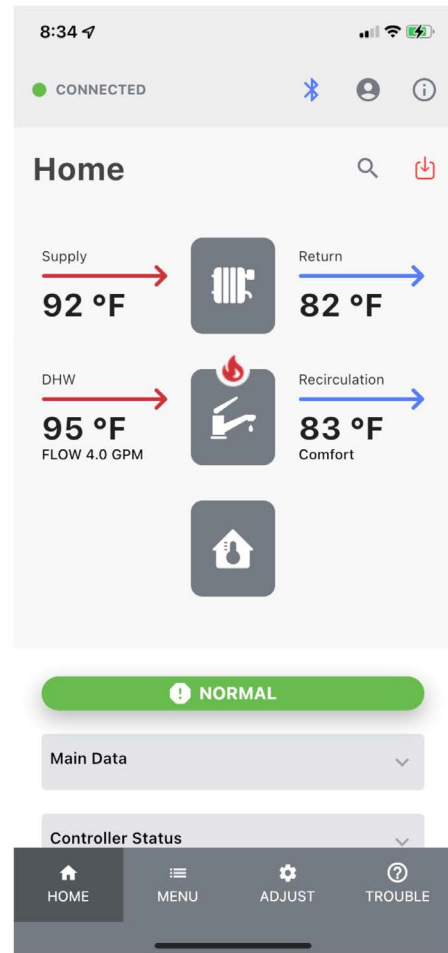 8:34
CONNECTED
Home
Supply
Return
92 °F
82 °F
DHW
Recirculation
95 °F
83 °F
FLOW 4.0 GPM
Comfort
NORMAL
Main Data
Controller Status
HOME
MENU
ADJUST
TROUBLE